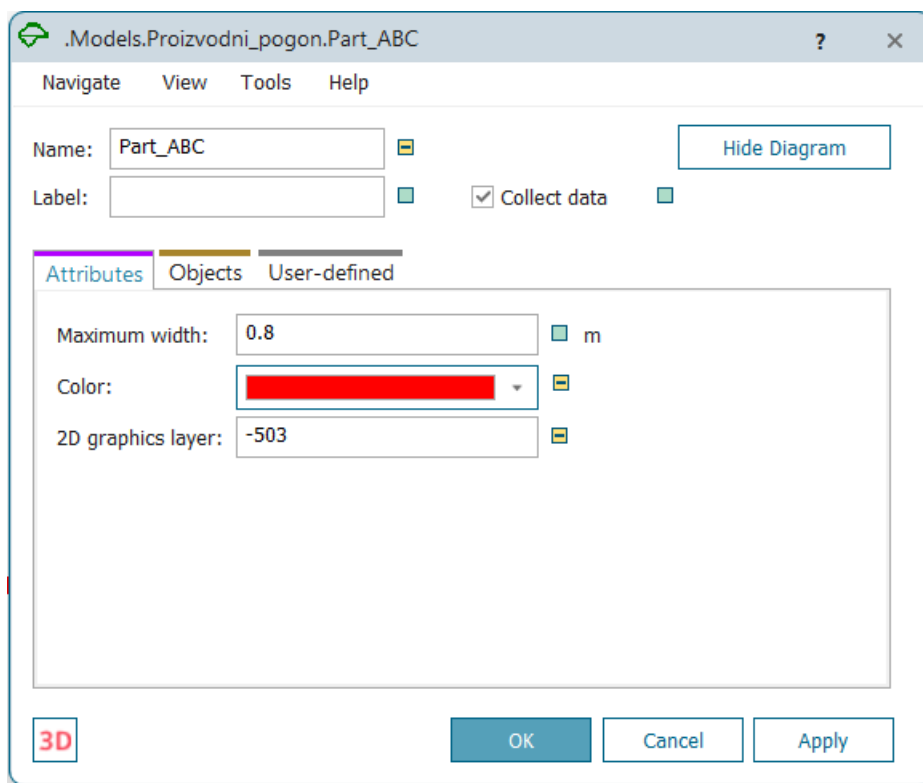 .Models.Proizvodni_pogon.Part_ABC ? ×
Navigate View Tools Help
Name: Part_ABC Hide Diagram
Label: Collect data
Attributes Objects User-defined
Maximum width: 0.8 m
Color:
2D graphics layer: -503
3D OK Cancel Apply